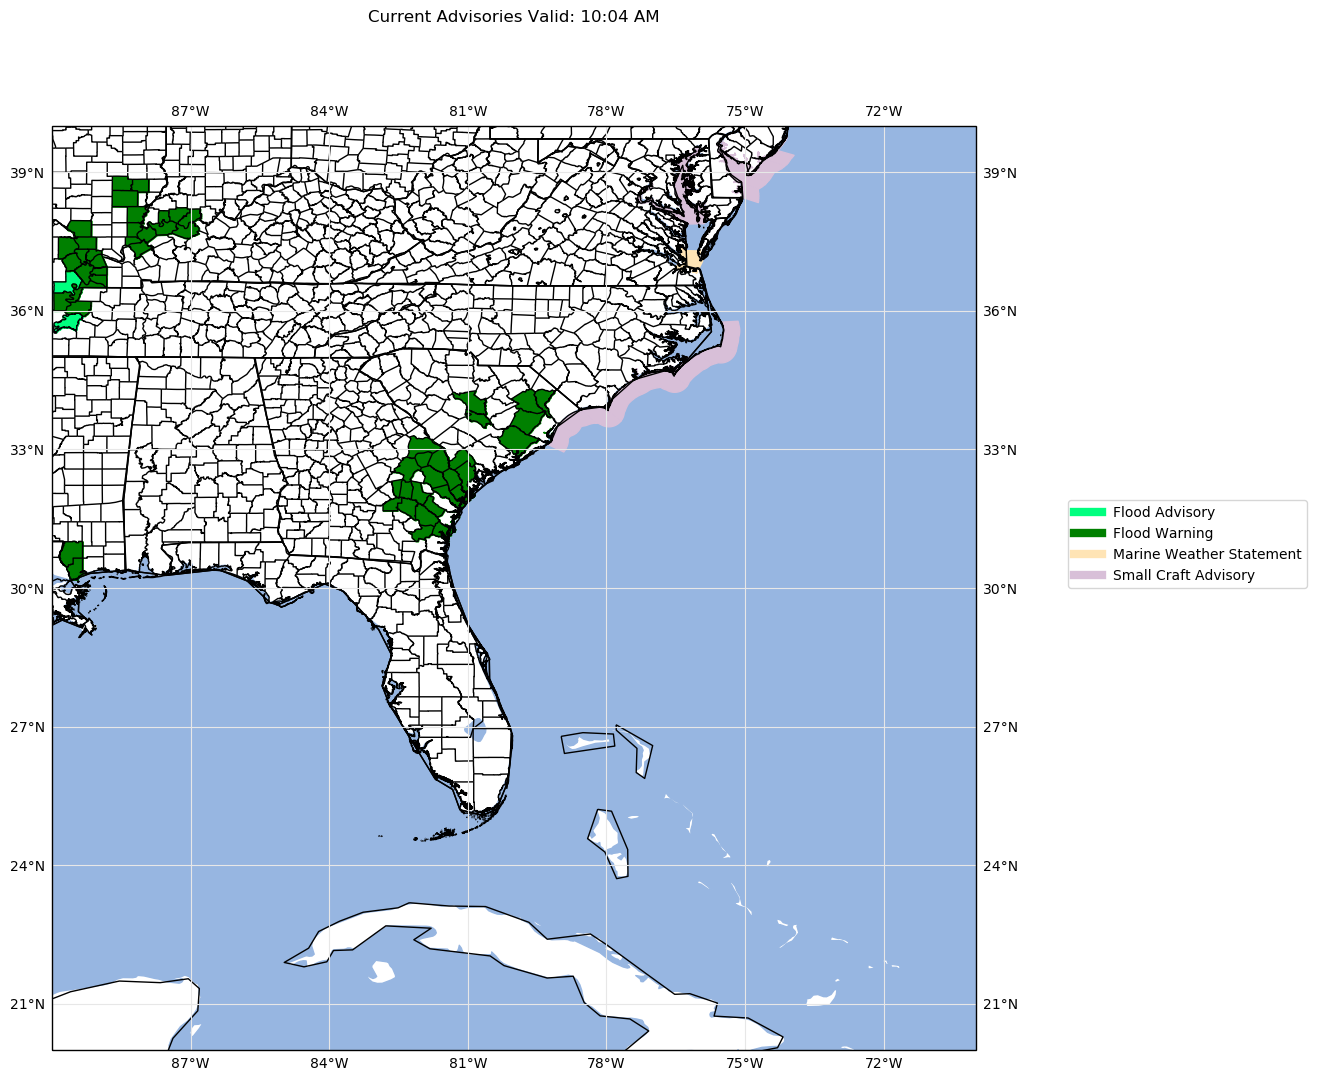 Current Advisories Valid: 10:04 AM
87°W 84°W 81°W 78°W 75°W 72°W
39°N 39°N
36°N 36°N
33°N 33°N
Flood Advisory
Flood Warning
Marine Weather Statement
Small Craft Advisory
30°N 30°N
27°N 27°N
24°N 24°N
21°N 21°N
87°W 84°W 81°W 78°W 75°W 72°W